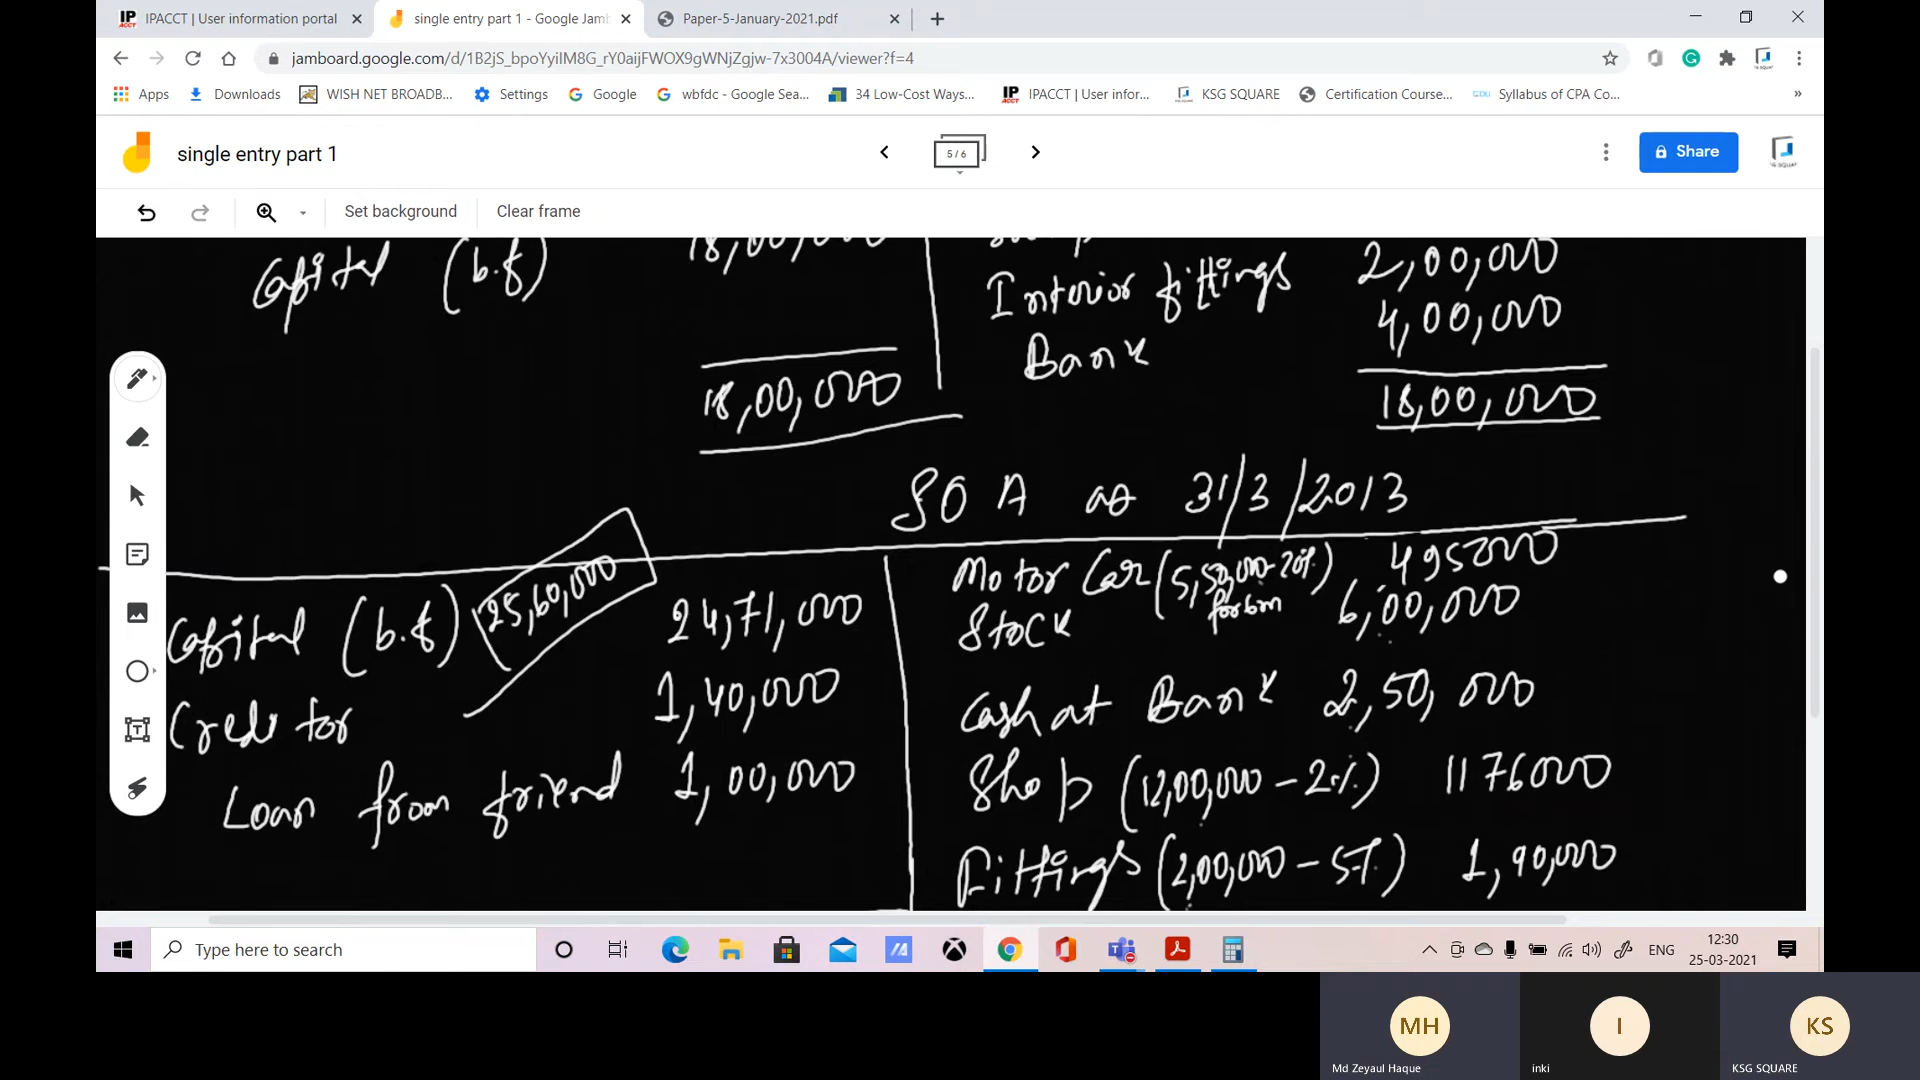 IPACCT | User information portal
single entry part 1 - Google Jamb
Paper-5-January-2021.pdf
jamboard.google.com/d/1B2jS_bpoYyilM8G_rY0aijFWOX9gWNjZgjw-7x3004A/viewer?f=4
Apps Downloads WISH NET BROADB... Settings Google wbfdc - Google Sea... 34 Low-Cost Ways... IPACCT | User infor... KSG SQUARE Certification Course... Syllabus of CPA Co... »
single entry part 1
5 / 6
Share
Set background Clear frame
Capital (b.f) 18,00,000
2,00,000
Interior fittings 4,00,000
Bank
18,00,000 18,00,000
SOA as 31/3/2013
Capital (b.f) 25,60,000 24,71,000
Creditor 1,40,000
Loan from friend 1,00,000
Motor Car (5,50,000-20%) for 6m 495000
Stock 6,00,000
Cash at Bank 2,50,000
Shop (12,00,000 - 2%) 1176000
Fittings (2,00,000 - 5%) 1,90,000
Type here to search
ENG
12:30
25-03-2021
MH
I
KS
Md Zeyaul Haque
inki
KSG SQUARE